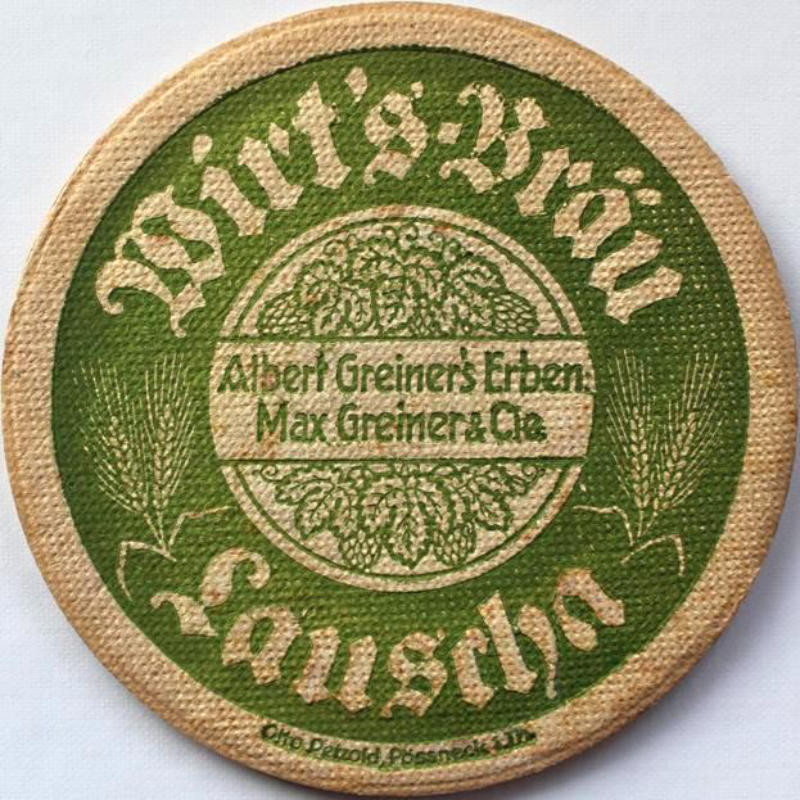 Wirt's-Bräu
Albert Greiner's Erben.
Max Greiner & Cie.
Lauscha
Otto Petzold, Pössneck i.Th.